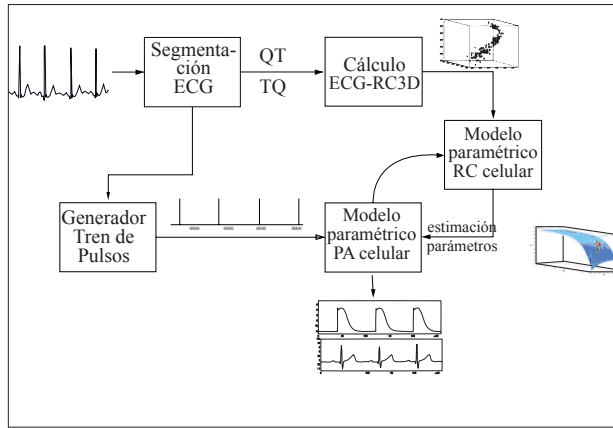 Segmenta-
ción
ECG
QT
TQ
Cálculo
ECG-RC3D
Modelo
paramétrico
RC celular
Generador
Tren de
Pulsos
Modelo
paramétrico
PA celular
estimación
parámetros